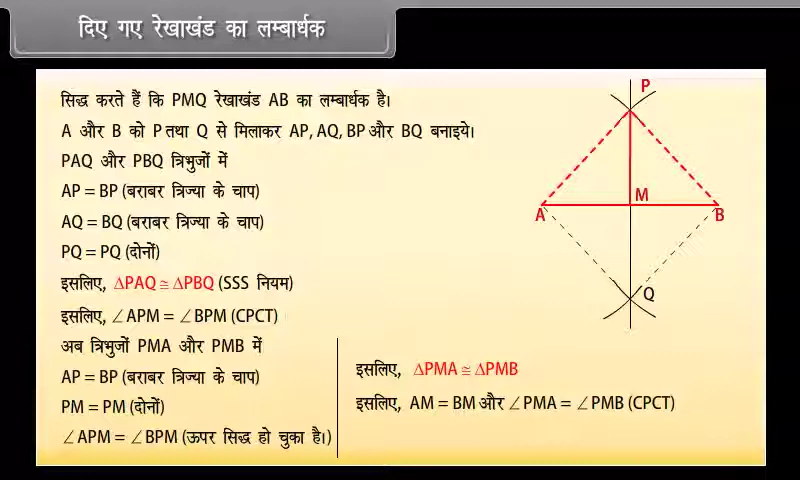 दिए गए रेखाखंड का लम्बार्धक
सिद्ध करते हैं कि PMQ रेखाखंड AB का लम्बार्धक है।
A और B को P तथा Q से मिलाकर AP, AQ, BP और BQ बनाइये।
PAQ और PBQ त्रिभुजों में
AP = BP (बराबर त्रिज्या के चाप)
AQ = BQ (बराबर त्रिज्या के चाप)
PQ = PQ (दोनों)
इसलिए, ΔPAQ ≅ ΔPBQ (SSS नियम)
इसलिए, ∠APM = ∠BPM (CPCT)
अब त्रिभुजों PMA और PMB में
AP = BP (बराबर त्रिज्या के चाप)
PM = PM (दोनों)
∠APM = ∠BPM (ऊपर सिद्ध हो चुका है।)
इसलिए, ΔPMA ≅ ΔPMB
इसलिए, AM = BM और ∠PMA = ∠PMB (CPCT)
P
M
A
B
Q